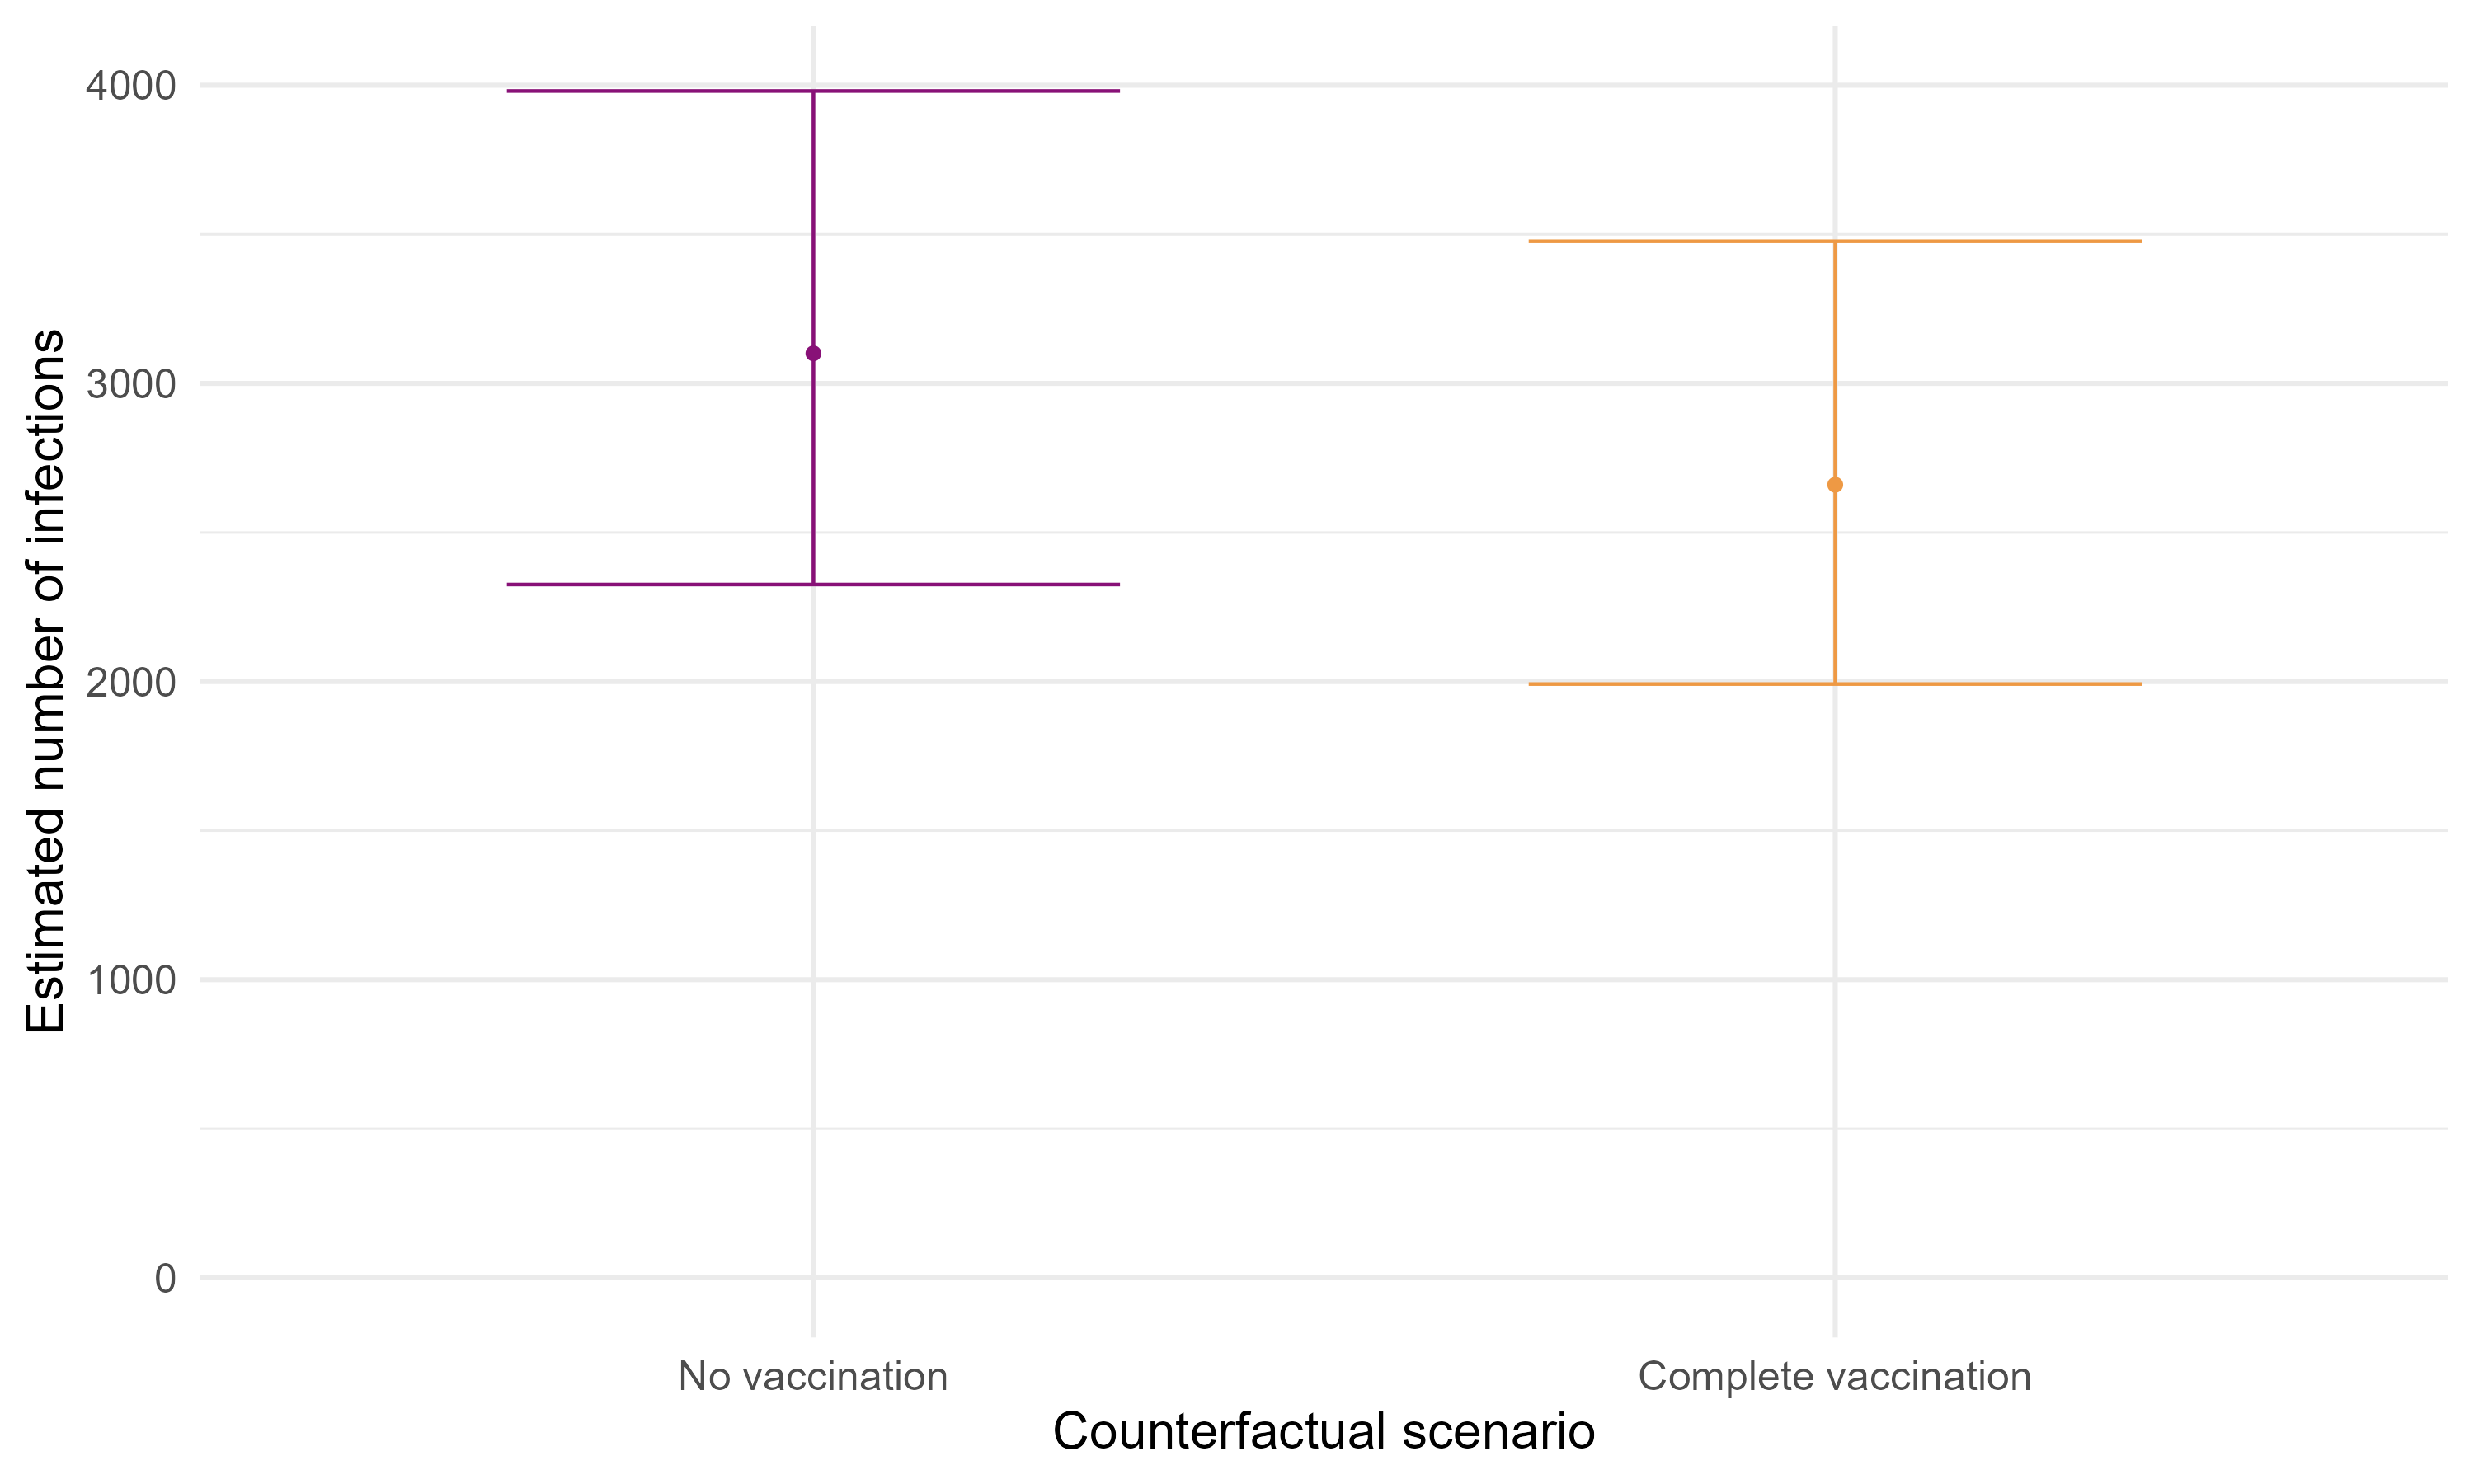 Estimated number of infections
4000
3000
2000
1000
0
No vaccination
Complete vaccination
Counterfactual scenario